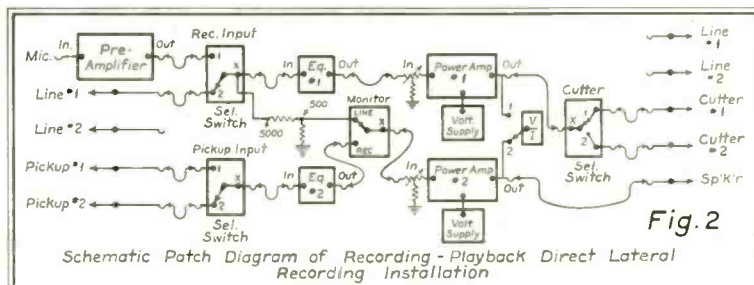 Mic.
In.
Pre-
Amplifier
Out
Rec. Input
1
2
X
Sel.
Switch
In
Eq.
#1
Out
In
Power Amp
#1
Out
Volt.
Supply
Line
#1
Line
#2
Cutter
#1
Cutter
#2
Sp'k'r
Line #1
Line #2
5000
500
Monitor
LINE
X
REC
1
2
V
I
Cutter
X
1
2
Sel.
Switch
Pickup #1
Pickup #2
Pickup Input
1
2
X
Sel.
Switch
In
Eq.
#2
Out
In
Power Amp
#2
Out
Volt
Supply
Fig. 2
Schematic Patch Diagram of Recording-Playback Direct Lateral
Recording Installation